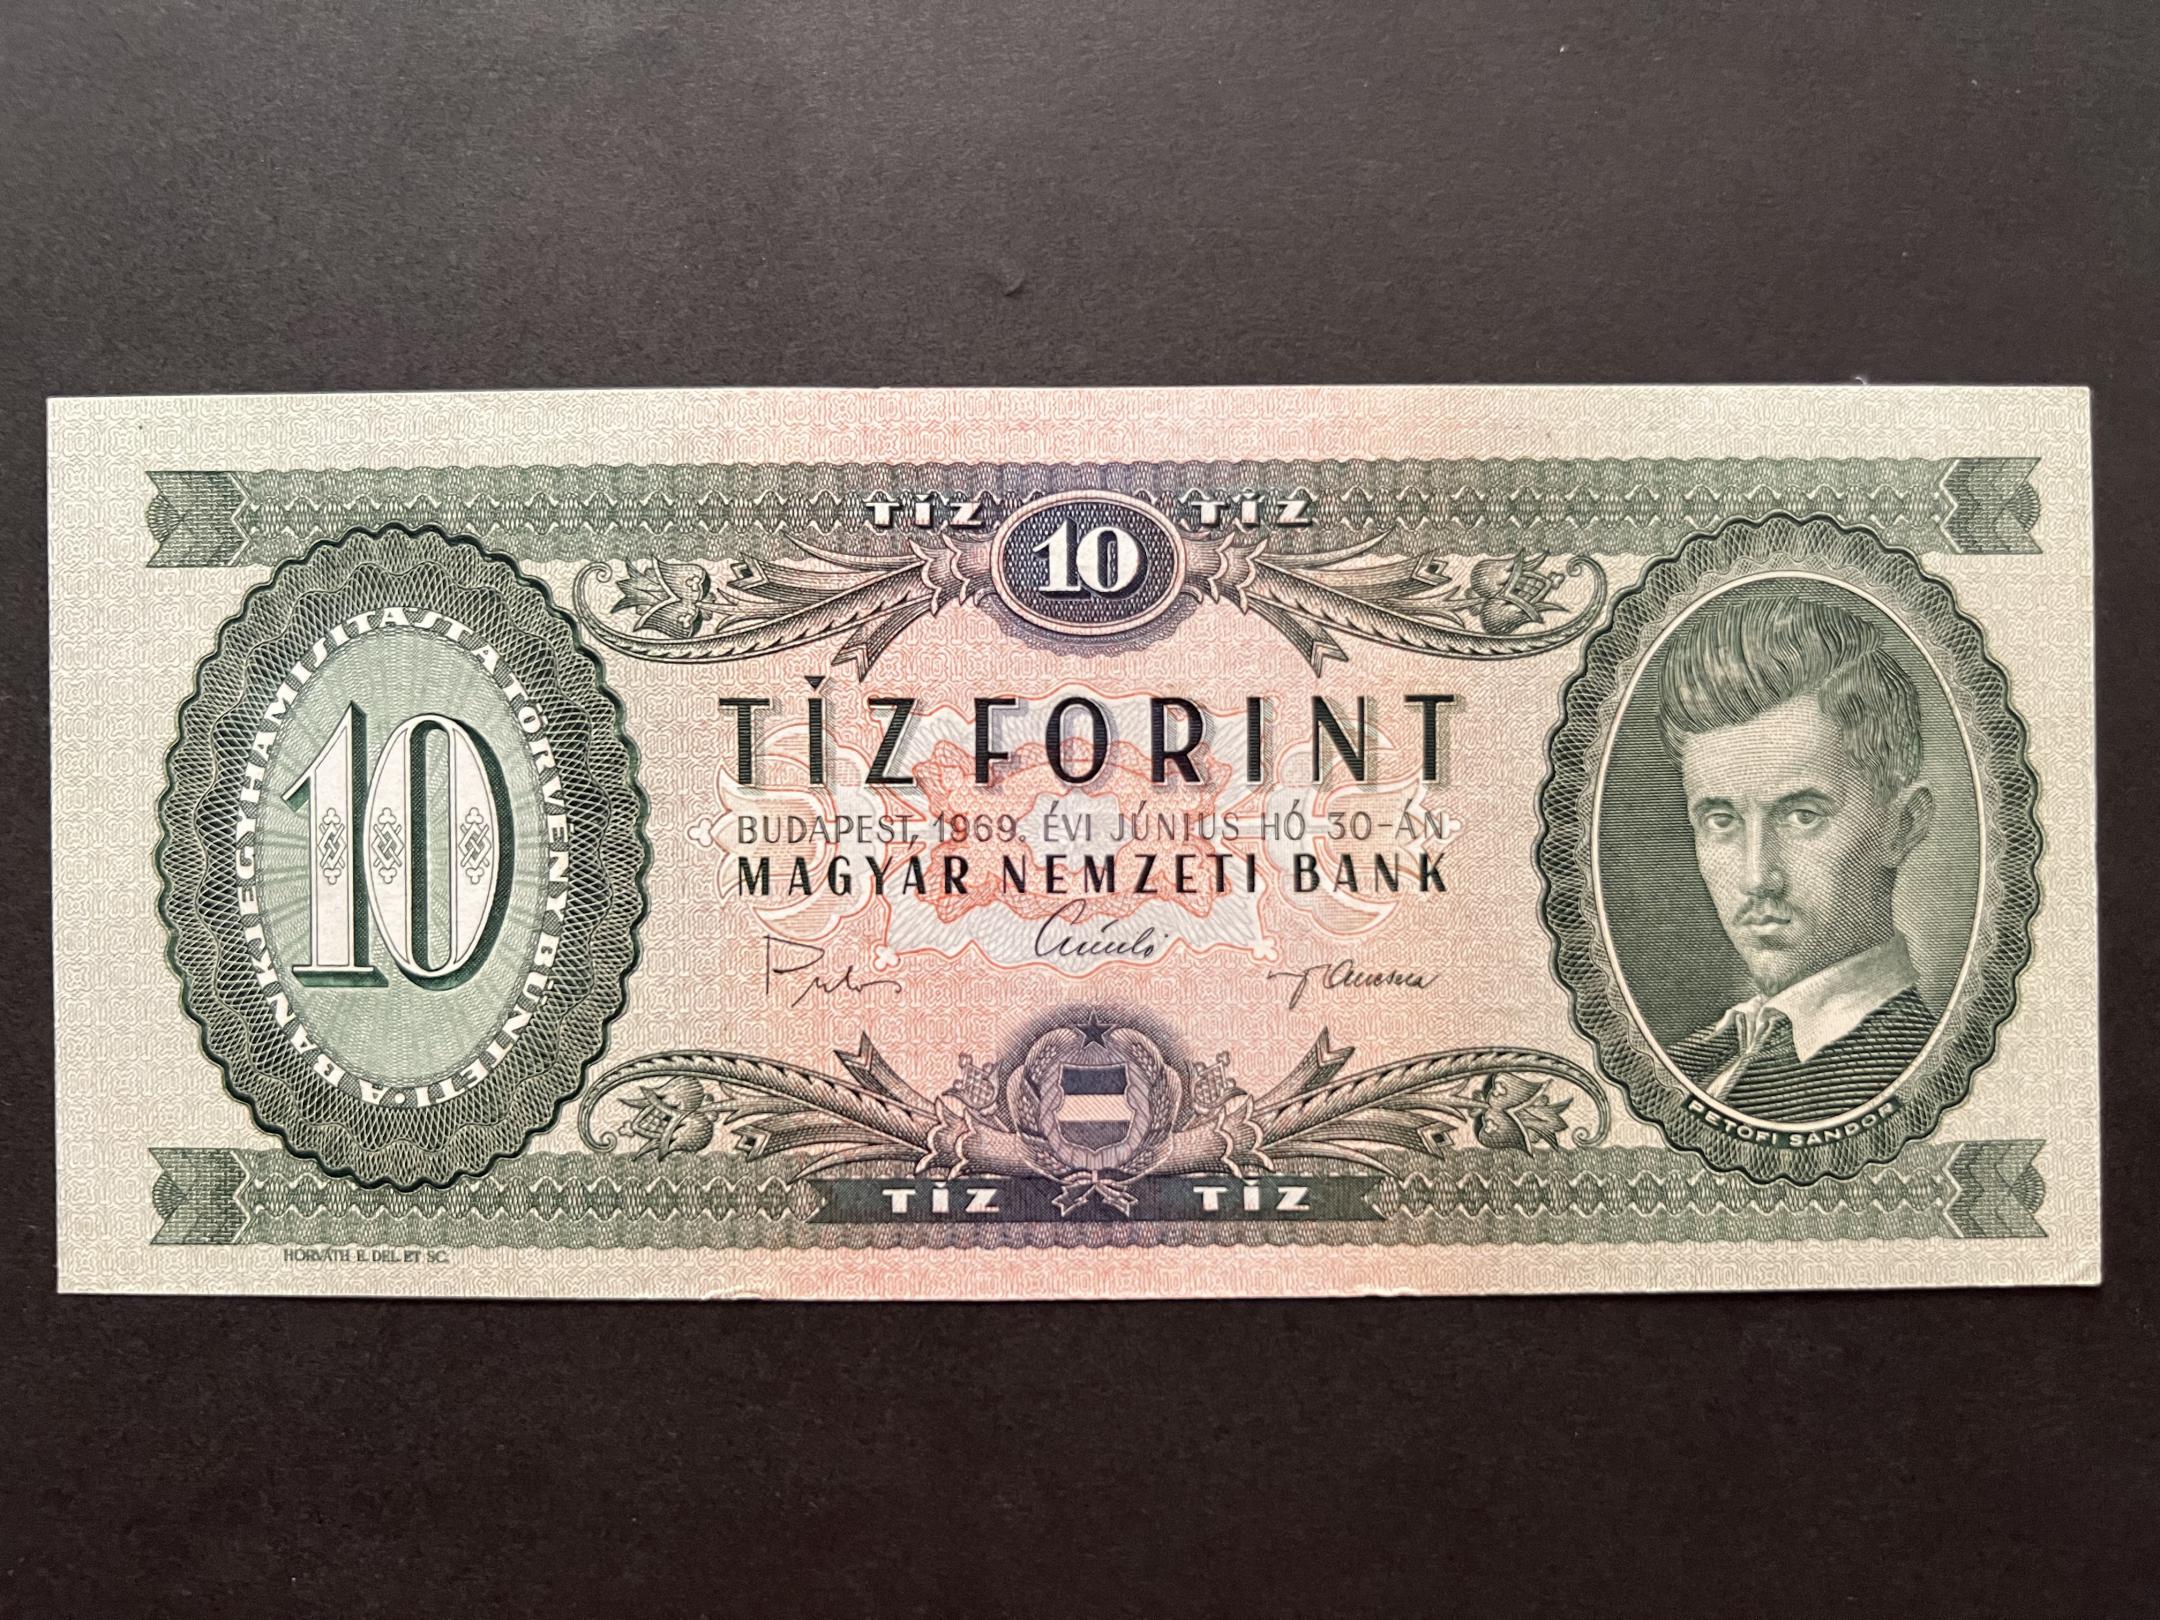 TÍZ 10 TÍZ
A BANKJEGYHAMISÍTÁST A TÖRVÉNY BÜNTETI •
10
TÍZ FORINT
BUDAPEST, 1969. ÉVI JÚNIUS HÓ 30-ÁN
MAGYAR NEMZETI BANK
PETŐFI SÁNDOR
TÍZ TÍZ
HORVÁTH E. DEL. ET SC.